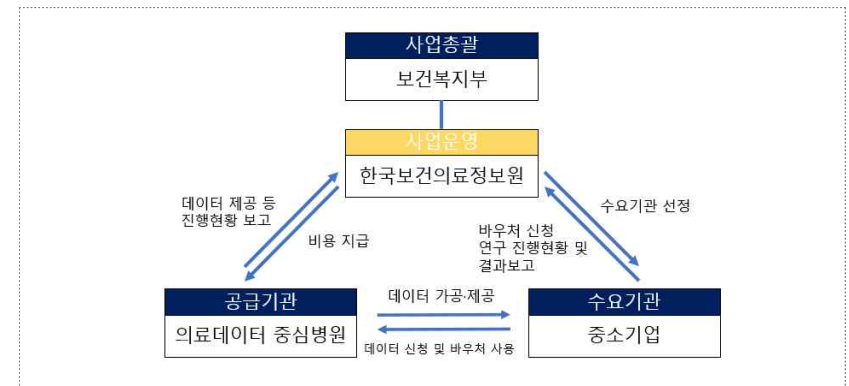 사업총괄
보건복지부
사업운영
한국보건의료정보원
데이터 제공 등
진행현황 보고
비용 지급
수요기관 선정
바우처 신청
연구 진행현황 및
결과보고
공급기관
의료데이터 중심병원
데이터 가공·제공
데이터 신청 및 바우처 사용
수요기관
중소기업